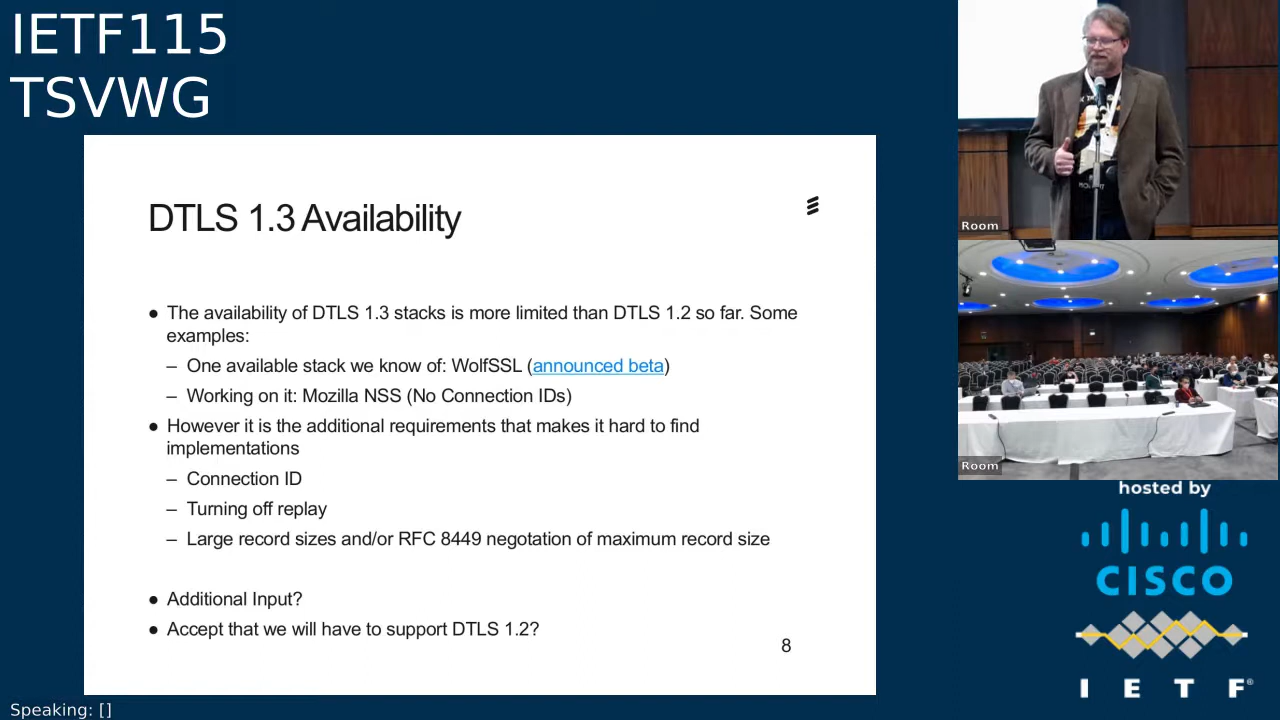 IETF115
TSVWG
DTLS 1.3 Availability
● The availability of DTLS 1.3 stacks is more limited than DTLS 1.2 so far. Some
examples:
– One available stack we know of: WolfSSL (announced beta)
– Working on it: Mozilla NSS (No Connection IDs)
● However it is the additional requirements that makes it hard to find
implementations
– Connection ID
– Turning off replay
– Large record sizes and/or RFC 8449 negotation of maximum record size
● Additional Input?
● Accept that we will have to support DTLS 1.2?
8
Room
Room
hosted by
CISCO
I E T F®
Speaking: []